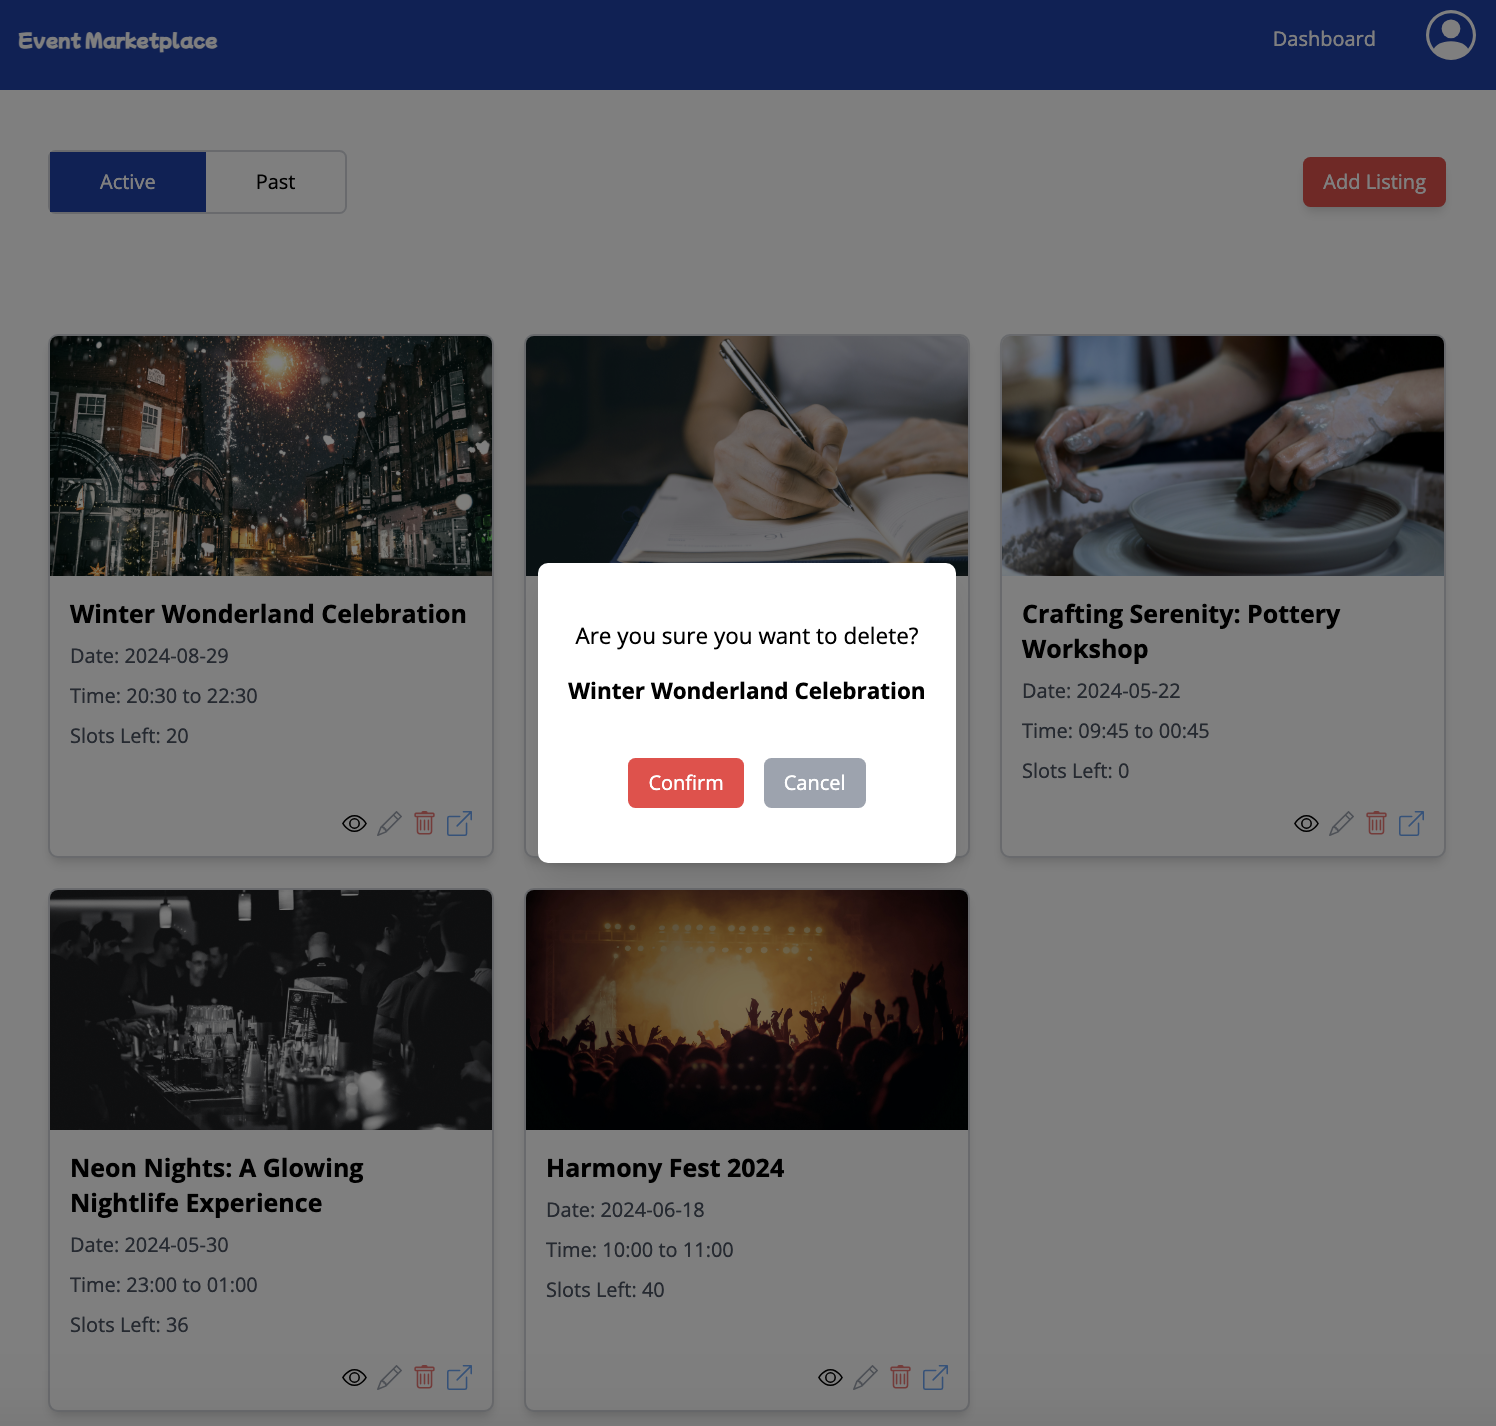 Event Marketplace
Dashboard
Active
Past
Add Listing
Winter Wonderland Celebration
Date: 2024-08-29
Time: 20:30 to 22:30
Slots Left: 20
Are you sure you want to delete?
Winter Wonderland Celebration
Confirm
Cancel
Crafting Serenity: Pottery
Workshop
Date: 2024-05-22
Time: 09:45 to 00:45
Slots Left: 0
Neon Nights: A Glowing
Nightlife Experience
Date: 2024-05-30
Time: 23:00 to 01:00
Slots Left: 36
Harmony Fest 2024
Date: 2024-06-18
Time: 10:00 to 11:00
Slots Left: 40